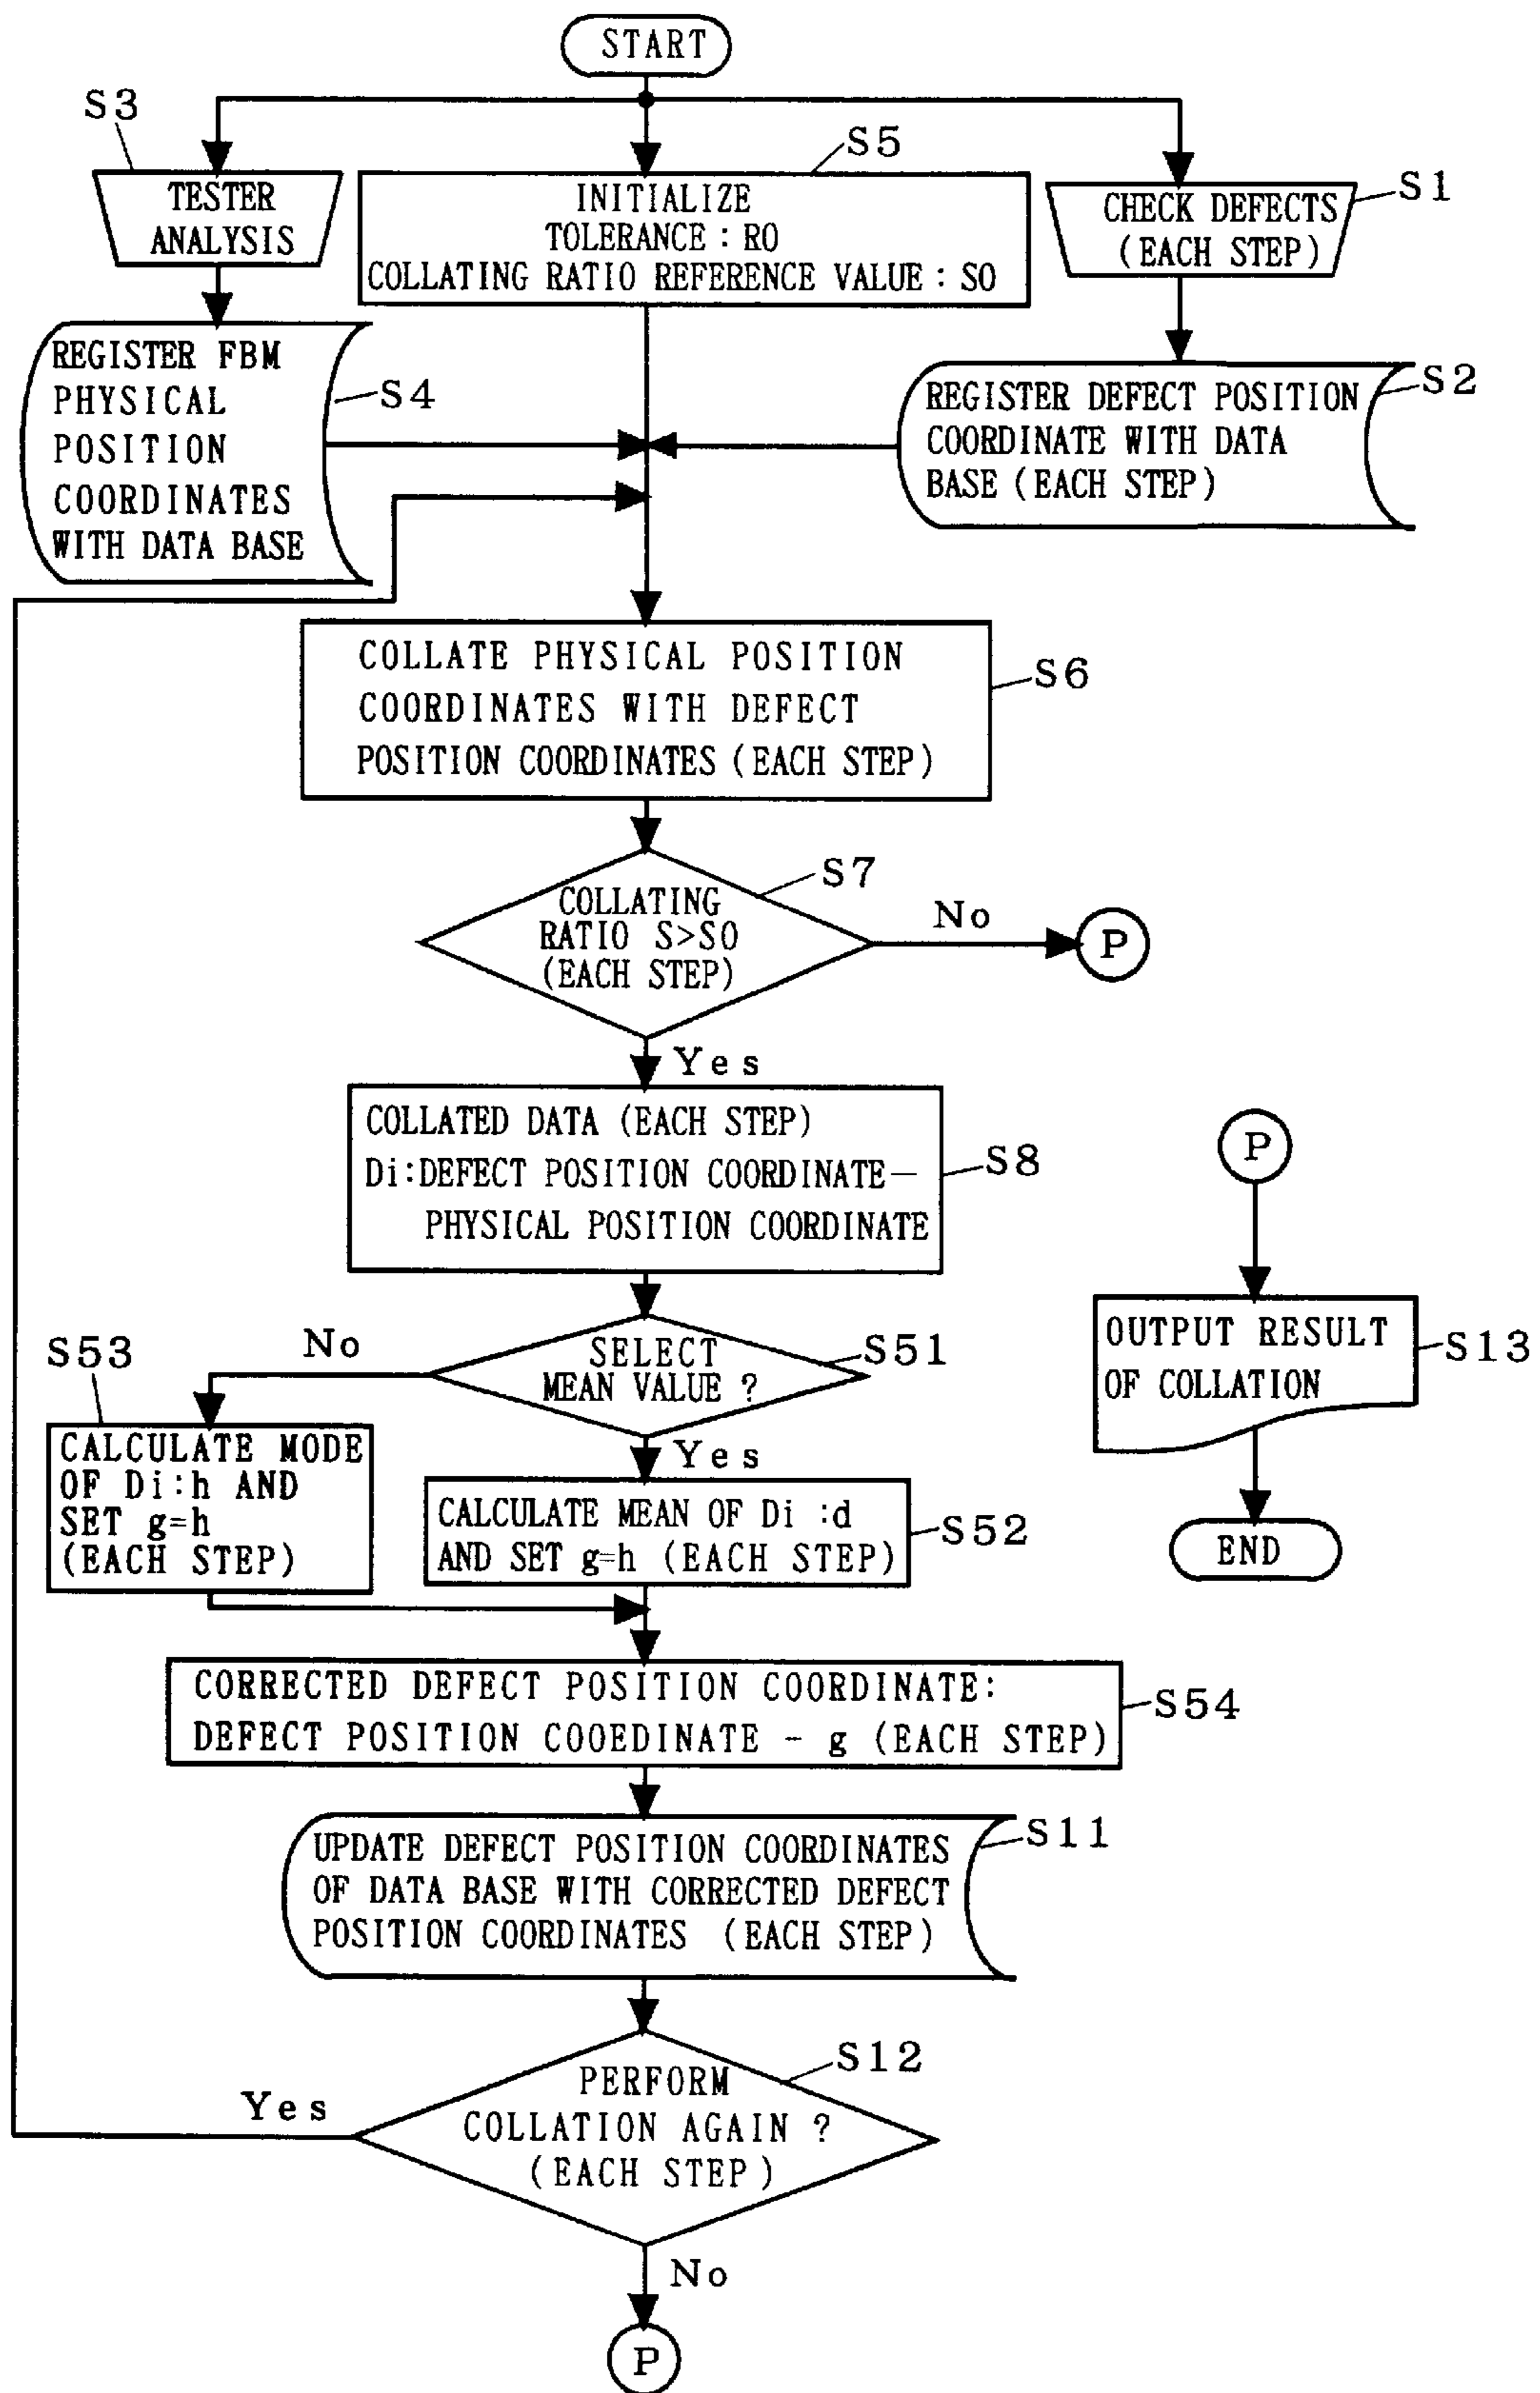 START
S3
TESTER
ANALYSIS
S5
INITIALIZE
TOLERANCE : R0
COLLATING RATIO REFERENCE VALUE : S0
S1
CHECK DEFECTS
(EACH STEP)
REGISTER FBM
PHYSICAL
POSITION
COORDINATES
WITH DATA BASE
S4
REGISTER DEFECT POSITION
COORDINATE WITH DATA
BASE (EACH STEP)
S2
COLLATE PHYSICAL POSITION
COORDINATES WITH DEFECT
POSITION COORDINATES (EACH STEP)
S6
COLLATING
RATIO S>S0
(EACH STEP)
S7
No
P
Yes
COLLATED DATA (EACH STEP)
Di:DEFECT POSITION COORDINATE—
PHYSICAL POSITION COORDINATE
S8
P
SELECT
MEAN VALUE ?
S51
No
S53
OUTPUT RESULT
OF COLLATION
S13
CALCULATE MODE
OF Di:h AND
SET g=h
(EACH STEP)
Yes
CALCULATE MEAN OF Di :d
AND SET g=h (EACH STEP)
S52
END
CORRECTED DEFECT POSITION COORDINATE:
DEFECT POSITION COOEDINATE - g (EACH STEP)
S54
UPDATE DEFECT POSITION COORDINATES
OF DATA BASE WITH CORRECTED DEFECT
POSITION COORDINATES (EACH STEP)
S11
PERFORM
COLLATION AGAIN ?
(EACH STEP)
S12
Yes
No
P